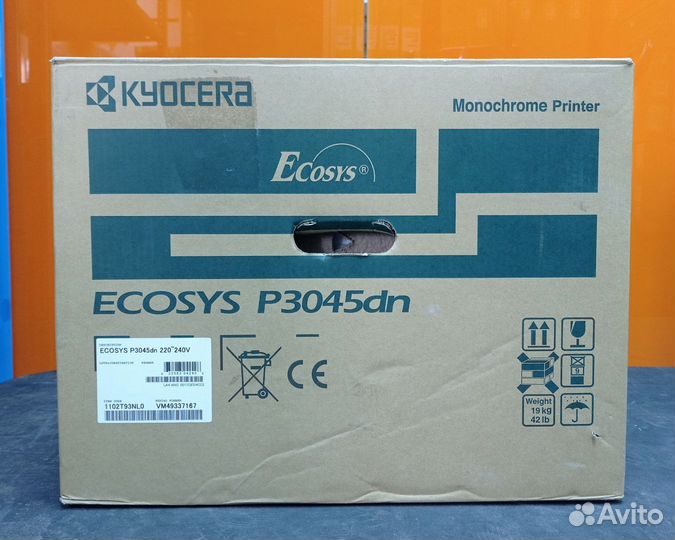 KYOCERA
Monochrome Printer
ECOSYS®
ECOSYS P3045dn
ECOSYS P3045dn 220~240V
1102T93NL0 VM49337167
CE
9
Weight
19 kg
42 lb
Avito